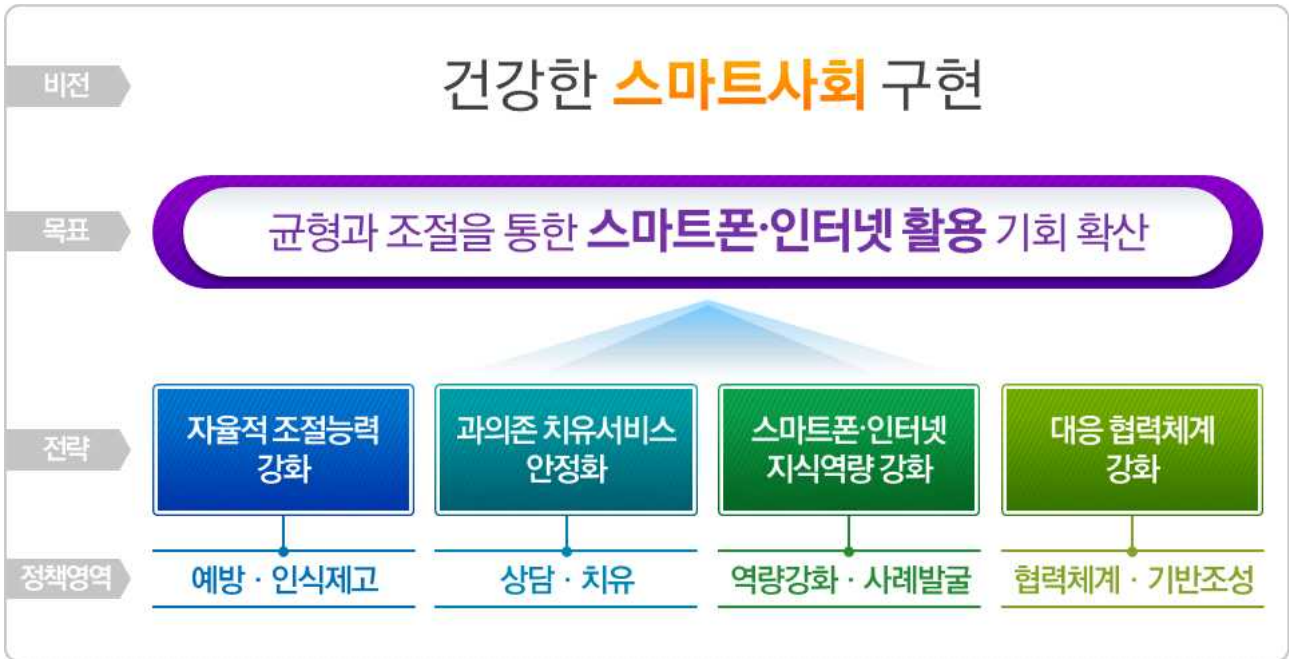 비전
건강한 스마트사회 구현
목표
균형과 조절을 통한 스마트폰·인터넷 활용 기회 확산
전략
자율적 조절능력
강화
과의존 치유서비스
안정화
스마트폰·인터넷
지식역량 강화
대응 협력체계
강화
정책영역
예방 · 인식제고
상담 · 치유
역량강화 · 사례발굴
협력체계 · 기반조성